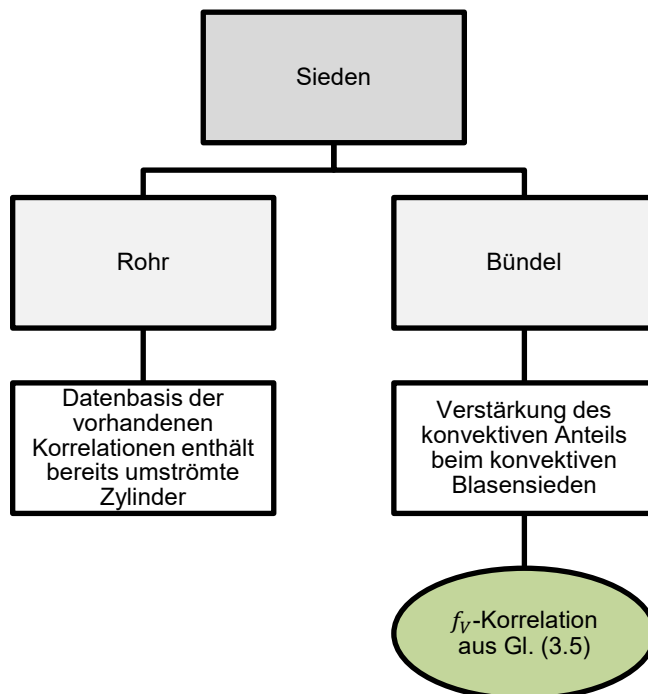 Sieden
Rohr
Bündel
Datenbasis der
vorhandenen
Korrelationen enthält
bereits umströmte
Zylinder
Verstärkung des
konvektiven Anteils
beim konvektiven
Blasensieden
f_V-Korrelation
aus Gl. (3.5)